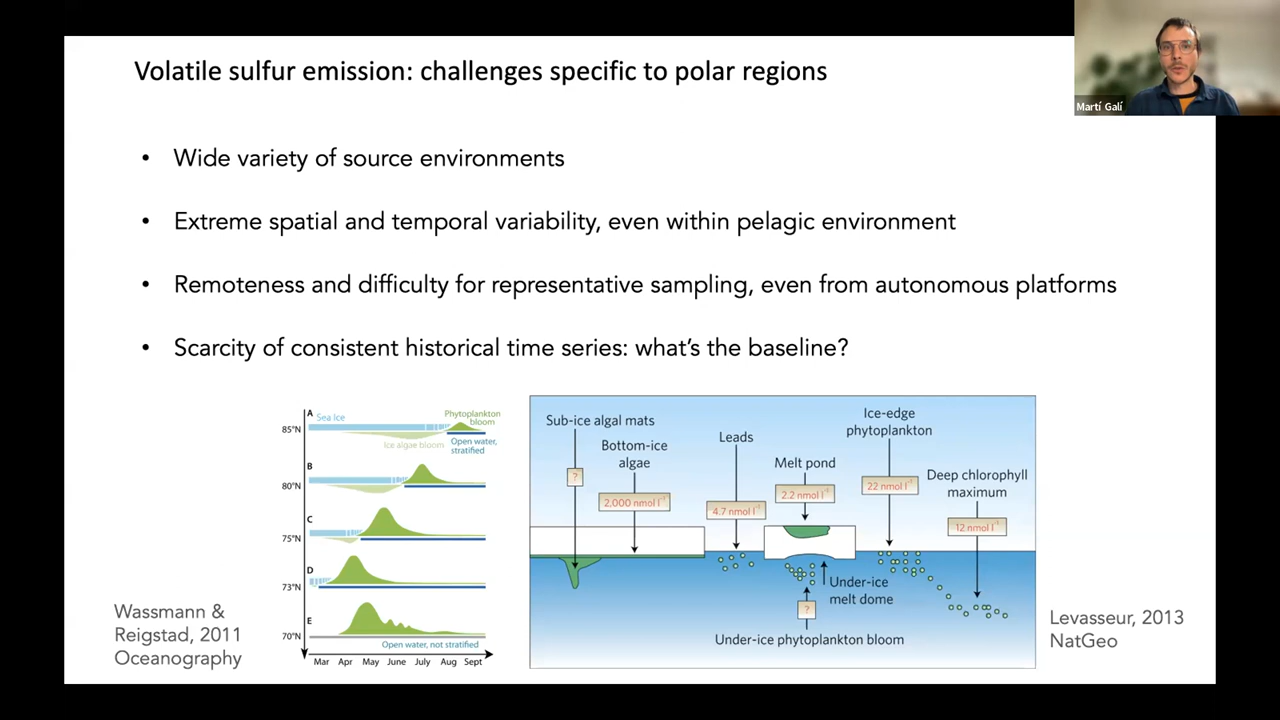 Volatile sulfur emission: challenges specific to polar regions
Martí Galí
• Wide variety of source environments
• Extreme spatial and temporal variability, even within pelagic environment
• Remoteness and difficulty for representative sampling, even from autonomous platforms
• Scarcity of consistent historical time series: what's the baseline?
A
Sea Ice
Phytoplankton
bloom
85°N
Ice algae bloom
Open water,
stratified
B
80°N
C
75°N
D
73°N
E
70°N
Open water, not stratified
Mar Apr May June July Aug Sept
Wassmann &
Reigstad, 2011
Oceanography
Sub-ice algal mats
?
Bottom-ice
algae
2,000 nmol l⁻¹
Leads
4.7 nmol l⁻¹
Melt pond
2.2 nmol l⁻¹
Ice-edge
phytoplankton
22 nmol l⁻¹
Deep chlorophyll
maximum
12 nmol l⁻¹
Under-ice
melt dome
?
Under-ice phytoplankton bloom
Levasseur, 2013
NatGeo